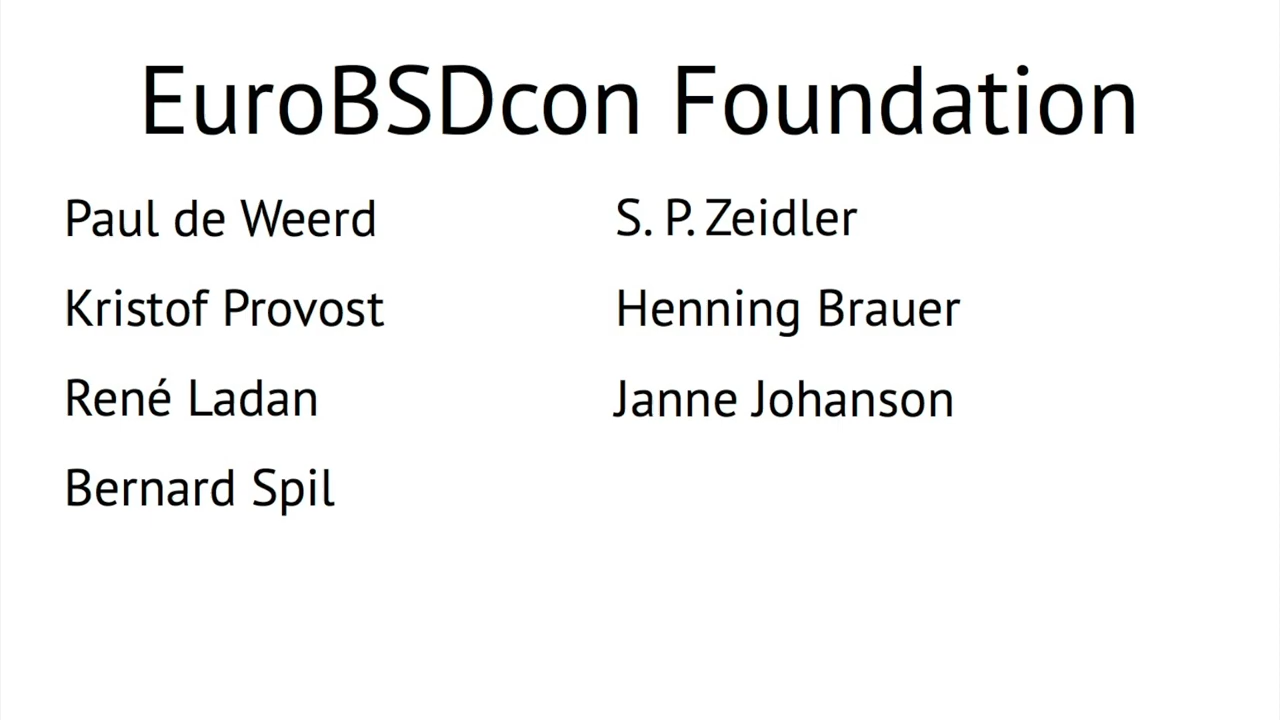 EuroBSDcon Foundation
Paul de Weerd
Kristof Provost
René Ladan
Bernard Spil
S. P. Zeidler
Henning Brauer
Janne Johanson